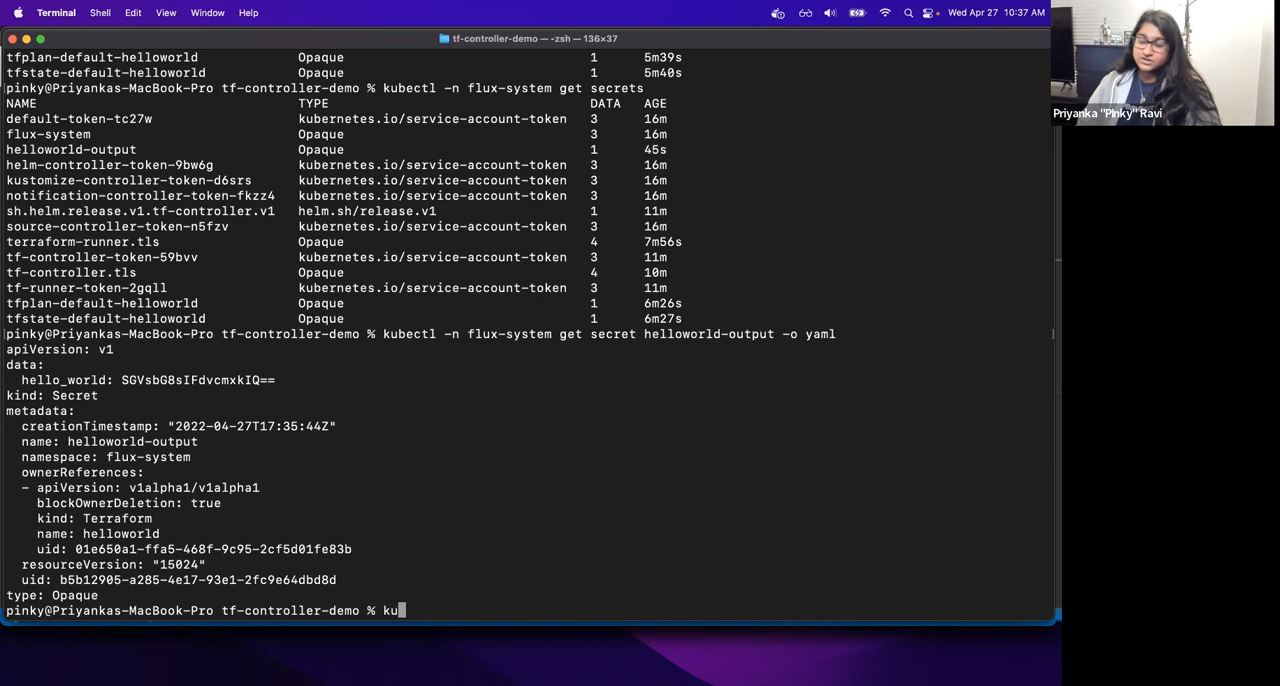 Terminal Shell Edit View Window Help Wed Apr 27 10:37 AM
tf-controller-demo — -zsh — 136×37
tfplan-default-helloworld Opaque 1 5m39s
tfstate-default-helloworld Opaque 1 5m40s
pinky@Priyankas-MacBook-Pro tf-controller-demo % kubectl -n flux-system get secrets
NAME TYPE DATA AGE
default-token-tc27w kubernetes.io/service-account-token 3 16m
flux-system Opaque 3 16m
helloworld-output Opaque 1 45s
helm-controller-token-9bw6g kubernetes.io/service-account-token 3 16m
kustomize-controller-token-d6srs kubernetes.io/service-account-token 3 16m
notification-controller-token-fkzz4 kubernetes.io/service-account-token 3 16m
sh.helm.release.v1.tf-controller.v1 helm.sh/release.v1 1 11m
source-controller-token-n5fzv kubernetes.io/service-account-token 3 16m
terraform-runner.tls Opaque 4 7m56s
tf-controller-token-59bvv kubernetes.io/service-account-token 3 11m
tf-controller.tls Opaque 4 10m
tf-runner-token-2gqll kubernetes.io/service-account-token 3 11m
tfplan-default-helloworld Opaque 1 6m26s
tfstate-default-helloworld Opaque 1 6m27s
pinky@Priyankas-MacBook-Pro tf-controller-demo % kubectl -n flux-system get secret helloworld-output -o yaml
apiVersion: v1
data:
hello_world: SGVsbG8sIFdvcmxkIQ==
kind: Secret
metadata:
creationTimestamp: "2022-04-27T17:35:44Z"
name: helloworld-output
namespace: flux-system
ownerReferences:
- apiVersion: v1alpha1/v1alpha1
blockOwnerDeletion: true
kind: Terraform
name: helloworld
uid: 01e650a1-ffa5-468f-9c95-2cf5d01fe83b
resourceVersion: "15024"
uid: b5b12905-a285-4e17-93e1-2fc9e64dbd8d
type: Opaque
pinky@Priyankas-MacBook-Pro tf-controller-demo % ku
Priyanka "PInky" Ravi